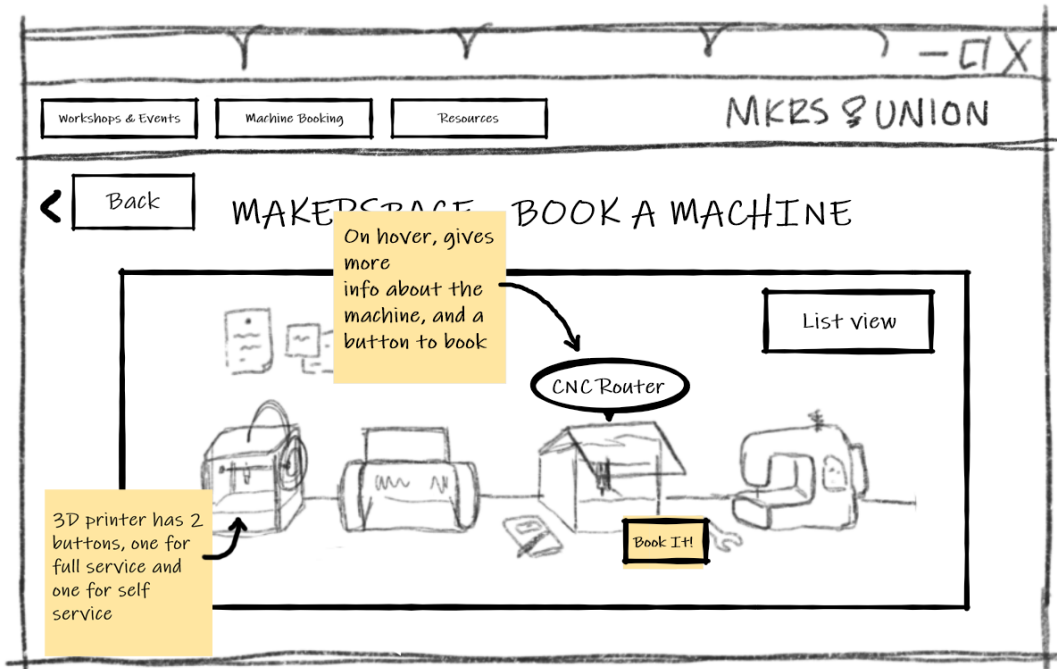 Workshops & Events
Machine Booking
Resources
MKRS UNION
Back
BOOK A MACHINE
On hover, gives
more
info about the
machine, and a
button to book
List view
CNC Router
3D printer has 2
buttons, one for
full service and
one for self
service
Book It!